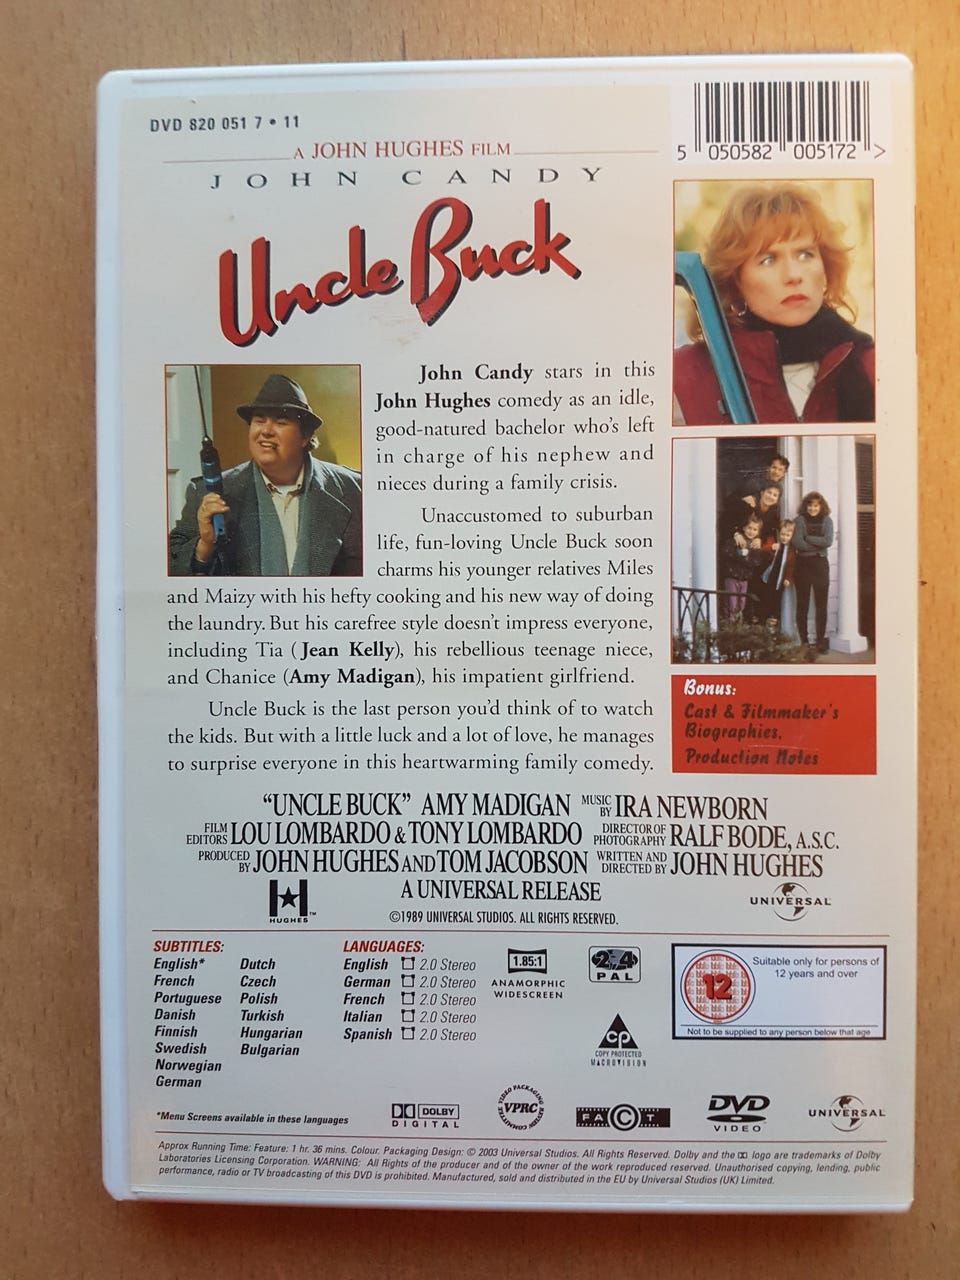 DVD 820 051 7 • 11
5 050582 005172 >
A JOHN HUGHES FILM
JOHN CANDY
Uncle Buck
John Candy stars in this
John Hughes comedy as an idle,
good-natured bachelor who's left
in charge of his nephew and
nieces during a family crisis.
Unaccustomed to suburban
life, fun-loving Uncle Buck soon
charms his younger relatives Miles
and Maizy with his hefty cooking and his new way of doing
the laundry. But his carefree style doesn't impress everyone,
including Tia (Jean Kelly), his rebellious teenage niece,
and Chanice (Amy Madigan), his impatient girlfriend.
Uncle Buck is the last person you'd think of to watch
the kids. But with a little luck and a lot of love, he manages
to surprise everyone in this heartwarming family comedy.
Bonus:
Cast & Filmmaker's
Biographies,
Production Notes
"UNCLE BUCK" AMY MADIGAN MUSIC BY IRA NEWBORN
FILM EDITORS LOU LOMBARDO & TONY LOMBARDO DIRECTOR OF PHOTOGRAPHY RALF BODE, A.S.C.
PRODUCED BY JOHN HUGHES AND TOM JACOBSON WRITTEN AND DIRECTED BY JOHN HUGHES
A UNIVERSAL RELEASE
H HUGHES™
©1989 UNIVERSAL STUDIOS. ALL RIGHTS RESERVED.
UNIVERSAL
SUBTITLES:
English*
French
Portuguese
Danish
Finnish
Swedish
Norwegian
German
Dutch
Czech
Polish
Turkish
Hungarian
Bulgarian
*Menu Screens available in these languages
LANGUAGES:
English 2.0 Stereo
German 2.0 Stereo
French 2.0 Stereo
Italian 2.0 Stereo
Spanish 2.0 Stereo
1.85:1
ANAMORPHIC
WIDESCREEN
2 4
PAL
CP
COPY PROTECTED
MACROVISION
12
Suitable only for persons of
12 years and over
Not to be supplied to any person below that age
DOLBY
DIGITAL
VIDEO PACKAGING REVIEW COMMITTEE
VPRC
FACT
DVD
VIDEO
UNIVERSAL
Approx Running Time: Feature: 1 hr. 36 mins. Colour. Packaging Design: © 2003 Universal Studios. All Rights Reserved. Dolby and the logo are trademarks of Dolby
Laboratories Licensing Corporation. WARNING: All Rights of the producer and of the owner of the work reproduced reserved. Unauthorised copying, lending, public
performance, radio or TV broadcasting of this DVD is prohibited. Manufactured, sold and distributed in the EU by Universal Studios (UK) Limited.